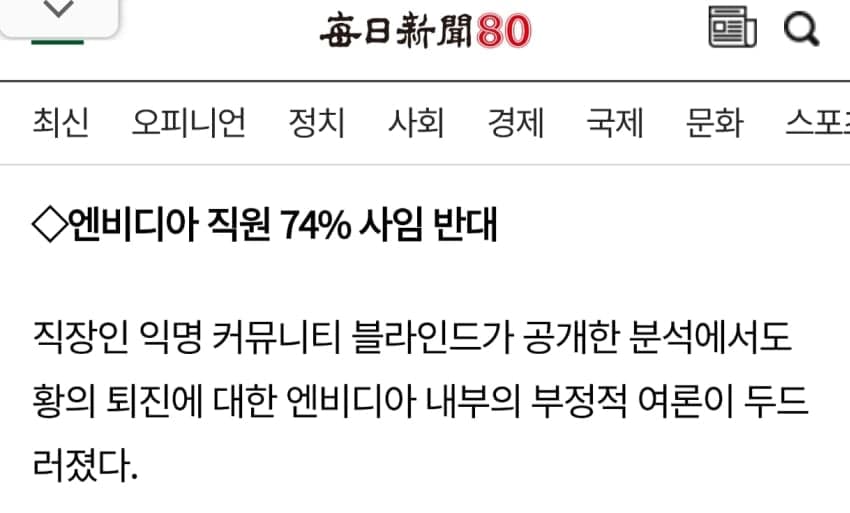 每日新聞80
최신 오피니언 정치 사회 경제 국제 문화
◇엔비디아 직원 74% 사임 반대
직장인 익명 커뮤니티 블라인드가 공개한 분석에서도
황의 퇴진에 대한 엔비디아 내부의 부정적 여론이 두드
러졌다.